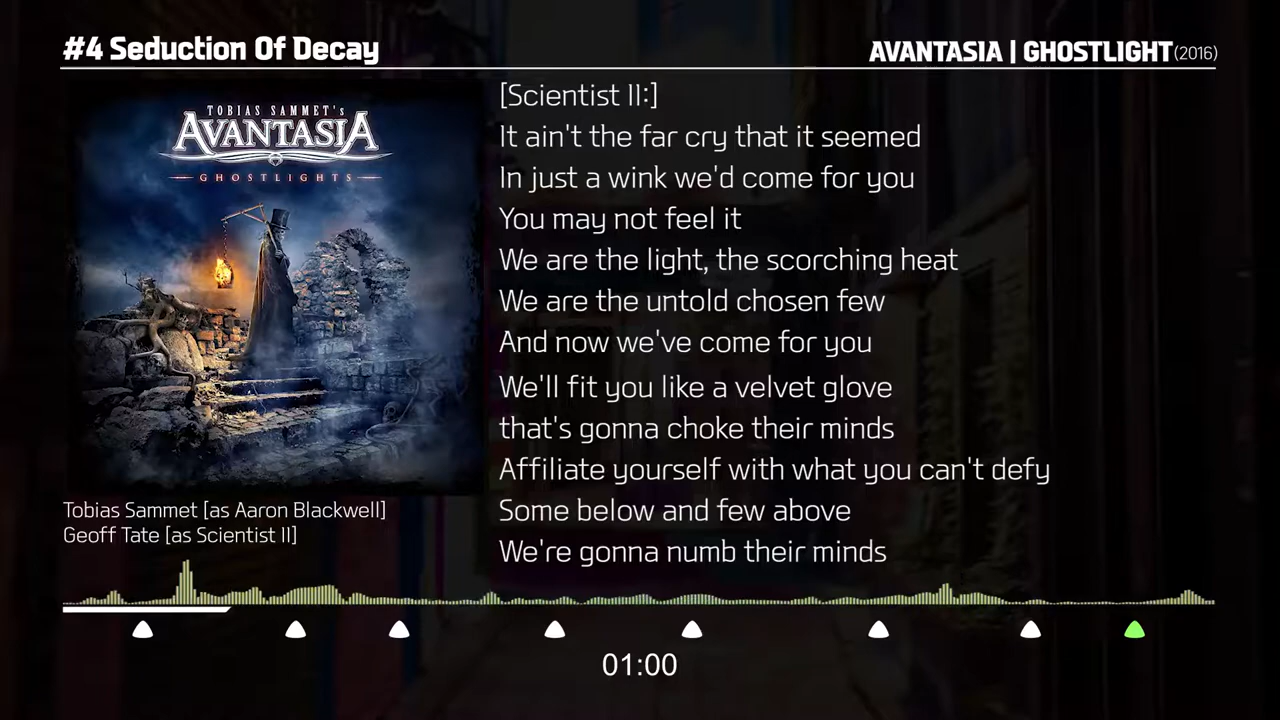 #4 Seduction Of Decay
AVANTASIA | GHOSTLIGHT(2016)
TOBIAS SAMMET's
AVANTASIA
GHOSTLIGHTS
[Scientist II:]
It ain't the far cry that it seemed
In just a wink we'd come for you
You may not feel it
We are the light, the scorching heat
We are the untold chosen few
And now we've come for you
We'll fit you like a velvet glove
that's gonna choke their minds
Affiliate yourself with what you can't defy
Some below and few above
We're gonna numb their minds
Tobias Sammet [as Aaron Blackwell]
Geoff Tate [as Scientist II]
01:00